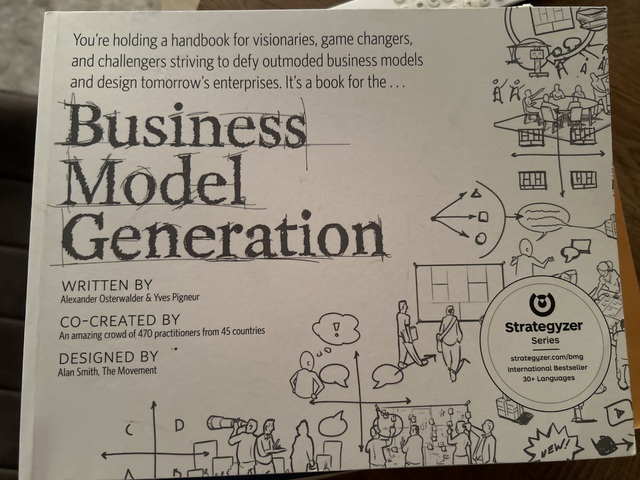 You're holding a handbook for visionaries, game changers,
and challengers striving to defy outmoded business models
and design tomorrow's enterprises. It's a book for the . . .
Business
Model
Generation
WRITTEN BY
Alexander Osterwalder & Yves Pigneur
CO-CREATED BY
An amazing crowd of 470 practitioners from 45 countries
DESIGNED BY
Alan Smith, The Movement
Strategyzer
Series
strategyzer.com/bmg
International Bestseller
30+ Languages
!
C D
A B
NEW!